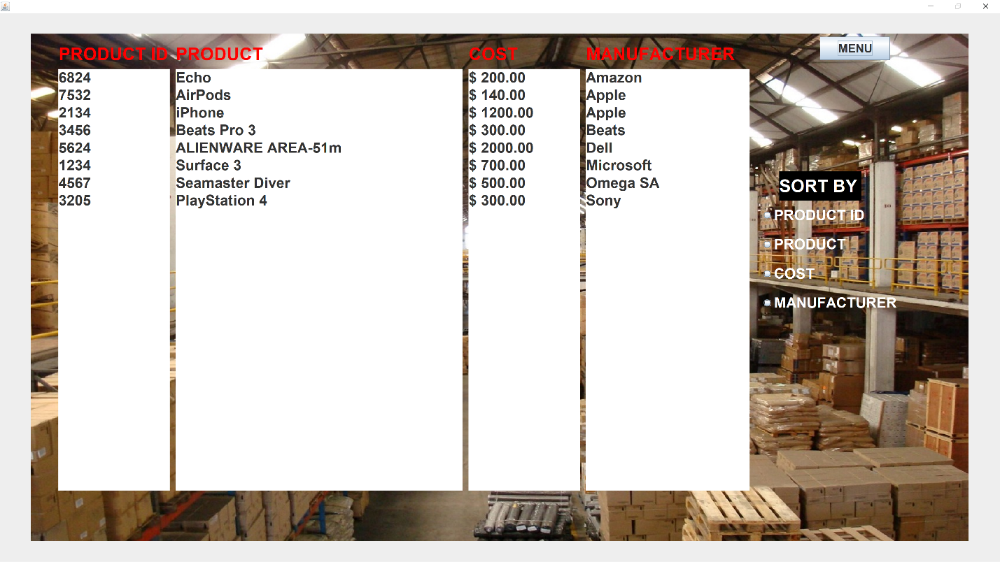 PRODUCT ID PRODUCT COST MANUFACTURER MENU
6824 Echo $ 200.00 Amazon
7532 AirPods $ 140.00 Apple
2134 iPhone $ 1200.00 Apple
3456 Beats Pro 3 $ 300.00 Beats
5624 ALIENWARE AREA-51m $ 2000.00 Dell
1234 Surface 3 $ 700.00 Microsoft
4567 Seamaster Diver $ 500.00 Omega SA
3205 PlayStation 4 $ 300.00 Sony
SORT BY
PRODUCT ID
PRODUCT
COST
MANUFACTURER